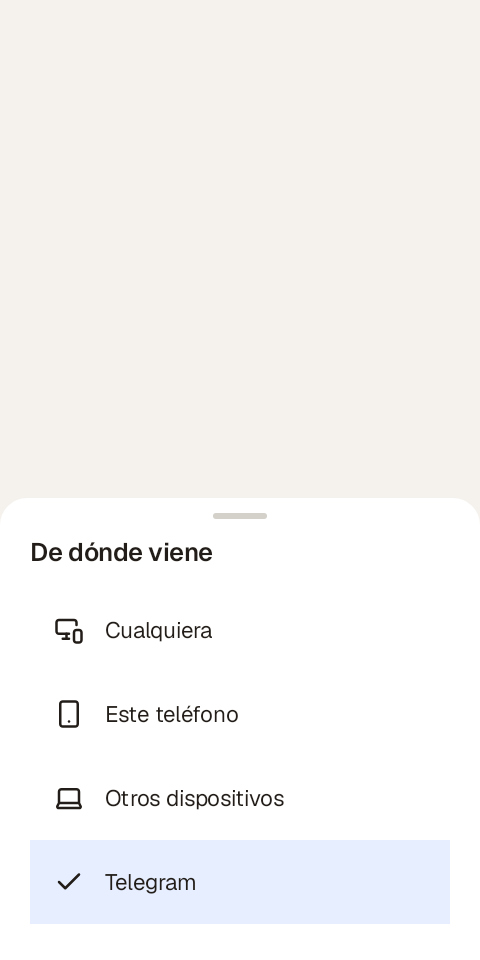 De dónde viene
Cualquiera
Este teléfono
Otros dispositivos
Telegram